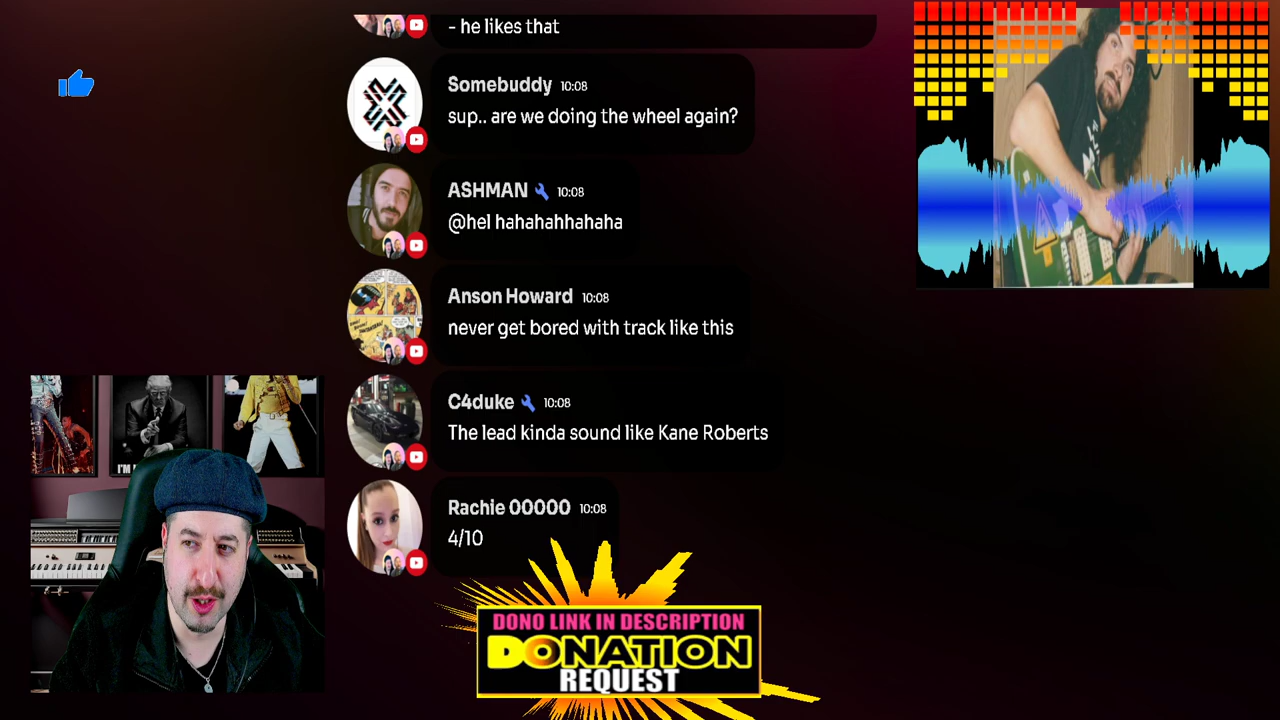 - he likes that
Somebuddy 10:08
sup.. are we doing the wheel again?
ASHMAN 10:08
@hel hahahahhahaha
Anson Howard 10:08
never get bored with track like this
C4duke 10:08
The lead kinda sound like Kane Roberts
Rachie 00000 10:08
4/10
I'M
DONO LINK IN DESCRIPTION
DONATION
REQUEST